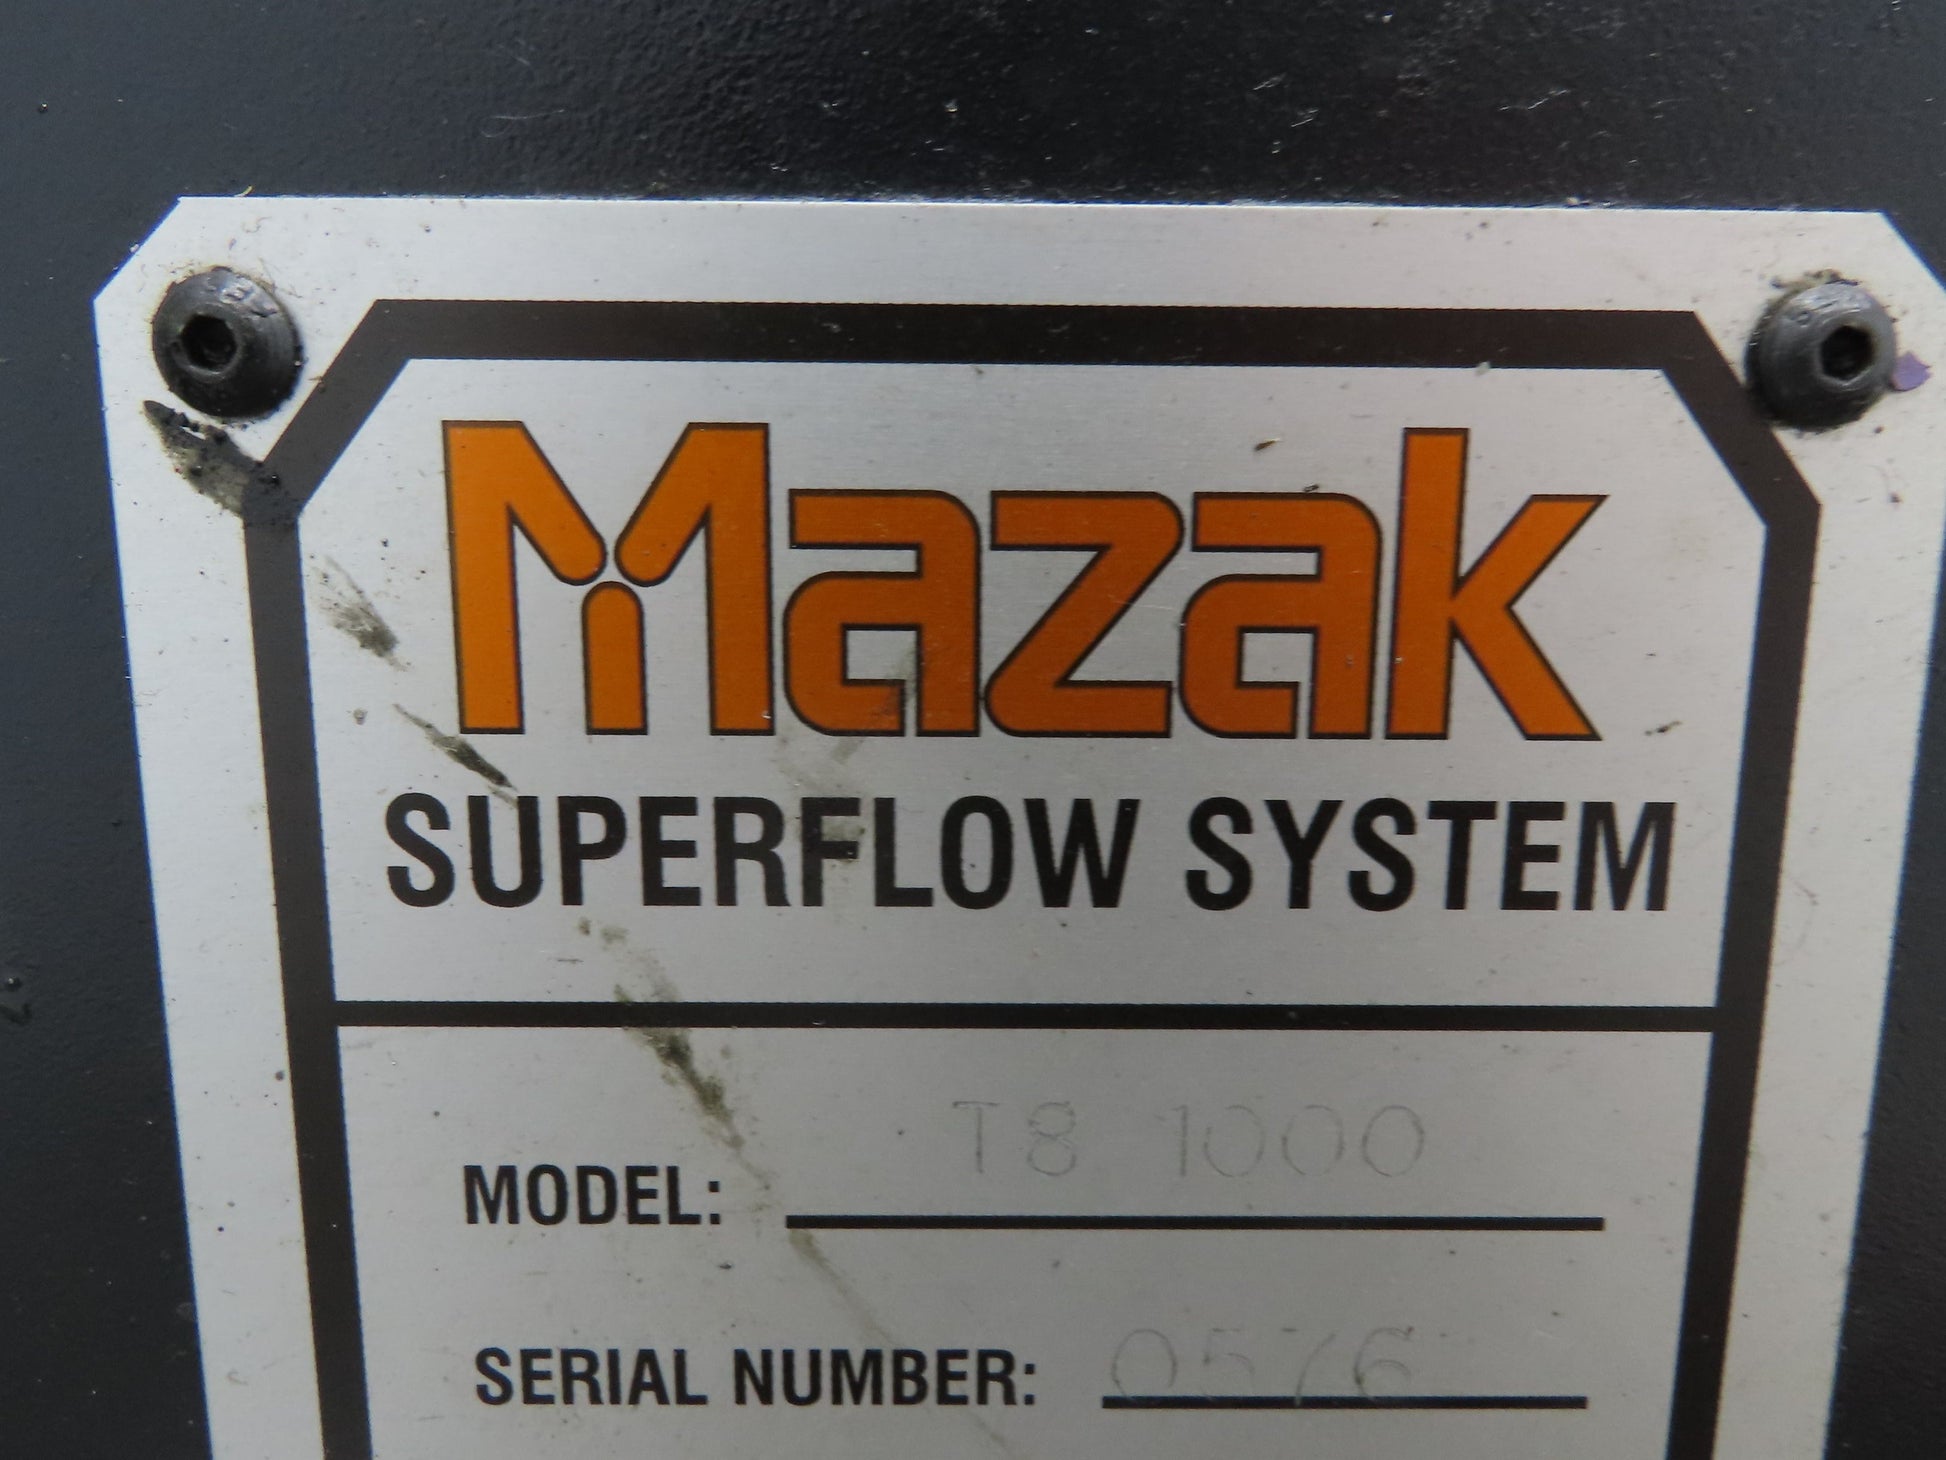 Mazak
SUPERFLOW SYSTEM
MODEL: T8 1000
SERIAL NUMBER: 0576